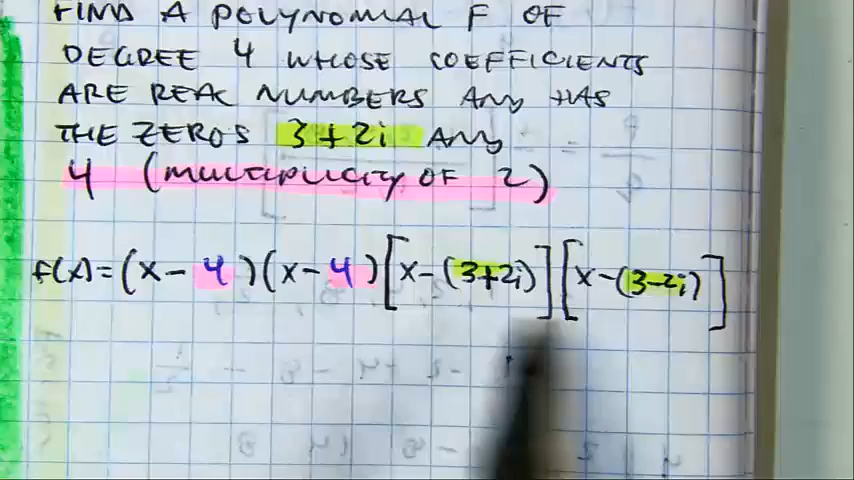 FIND A POLYNOMIAL F OF
DEGREE 4 WHOSE COEFFICIENTS
ARE REAL NUMBERS AND HAS
THE ZEROS 3+2i AND
4 (MULTIPLICITY OF 2)
f(x)=(x-4)(x-4)[x-(3+2i)][x-(3-2i)]